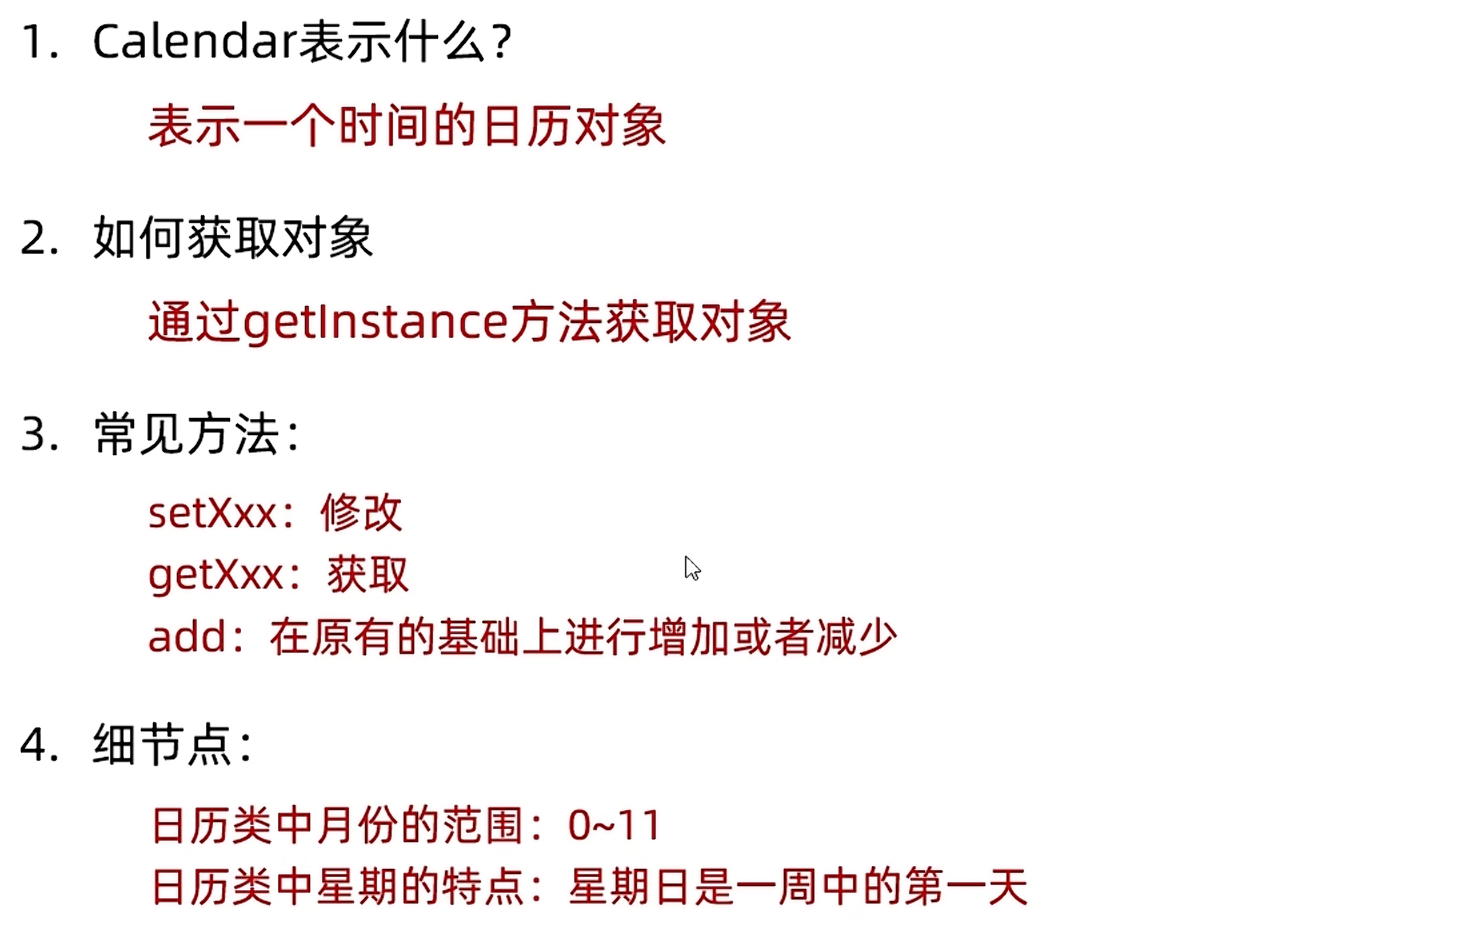 1. Calendar表示什么？
表示一个时间的日历对象
2. 如何获取对象
通过getInstance方法获取对象
3. 常见方法：
setXxx：修改
getXxx：获取
add：在原有的基础上进行增加或者减少
4. 细节点：
日历类中月份的范围：0~11
日历类中星期的特点：星期日是一周中的第一天